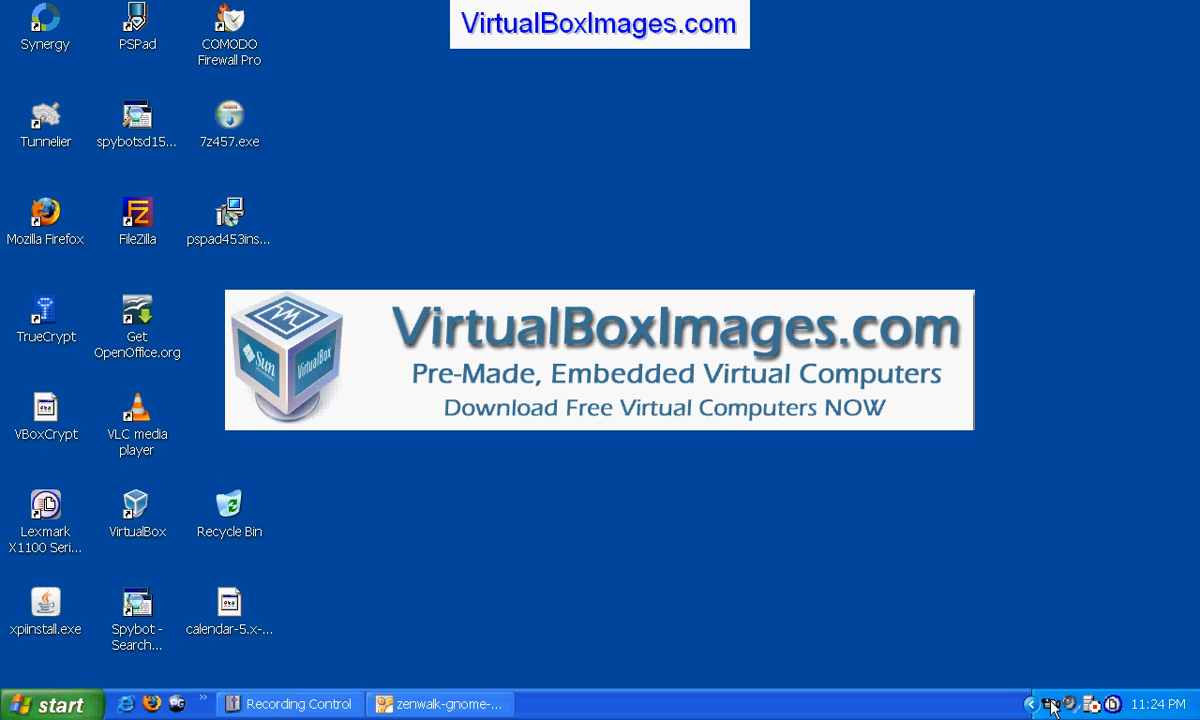 VirtualBoxImages.com
Synergy
PSPad
COMODO
Firewall Pro
Tunnelier
spybotsd15...
7z457.exe
Mozilla Firefox
FileZilla
pspad453ins...
TrueCrypt
Get
OpenOffice.org
Sun
VirtualBox
VirtualBoxImages.com
Pre-Made, Embedded Virtual Computers
Download Free Virtual Computers NOW
VBoxCrypt
VLC media
player
Lexmark
X1100 Seri...
VirtualBox
Recycle Bin
xpiinstall.exe
Spybot -
Search...
calendar-5.x-...
start
Recording Control
zenwalk-gnome-...
11:24 PM